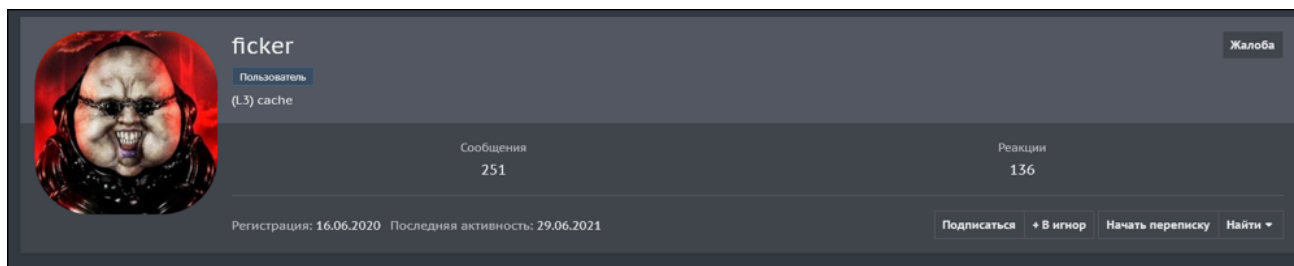 ficker
Жалоба
Пользователь
(L3) cache
Сообщения
251
Реакции
136
Регистрация: 16.06.2020 Последняя активность: 29.06.2021
Подписаться + В игнор Начать переписку Найти